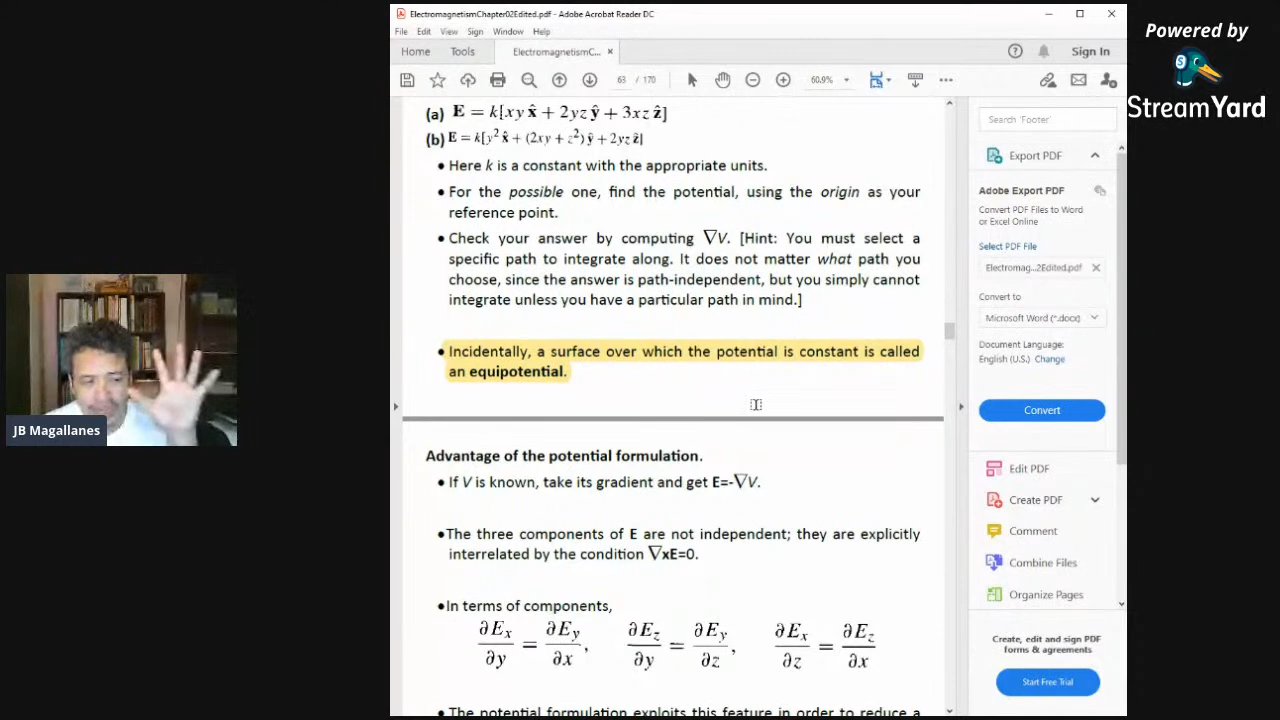 ElectromagnetismChapter02Edited.pdf - Adobe Acrobat Reader DC
File Edit View Sign Window Help
Home Tools ElectromagnetismC... × Sign In
63 / 170 60.9%
(a) E = k[xy x̂ + 2yz ŷ + 3xz ẑ]
(b) E = k[y² x̂ + (2xy + z²) ŷ + 2yz ẑ]
• Here k is a constant with the appropriate units.
• For the possible one, find the potential, using the origin as your
reference point.
• Check your answer by computing ∇V. [Hint: You must select a
specific path to integrate along. It does not matter what path you
choose, since the answer is path-independent, but you simply cannot
integrate unless you have a particular path in mind.]
• Incidentally, a surface over which the potential is constant is called
an equipotential.
Advantage of the potential formulation.
• If V is known, take its gradient and get E=-∇V.
•The three components of E are not independent; they are explicitly
interrelated by the condition ∇xE=0.
•In terms of components,
∂Ex/∂y = ∂Ey/∂x, ∂Ez/∂y = ∂Ey/∂z, ∂Ex/∂z = ∂Ez/∂x
•The potential formulation exploits this feature in order to reduce a
Search 'Footer'
Export PDF
Adobe Export PDF
Convert PDF Files to Word
or Excel Online
Select PDF File
Electromag...2Edited.pdf ×
Convert to
Microsoft Word (*.docx)
Document Language:
English (U.S.) Change
Convert
Edit PDF
Create PDF
Comment
Combine Files
Organize Pages
Create, edit and sign PDF
forms & agreements
Start Free Trial
JB Magallanes
Powered by
S
StreamYard